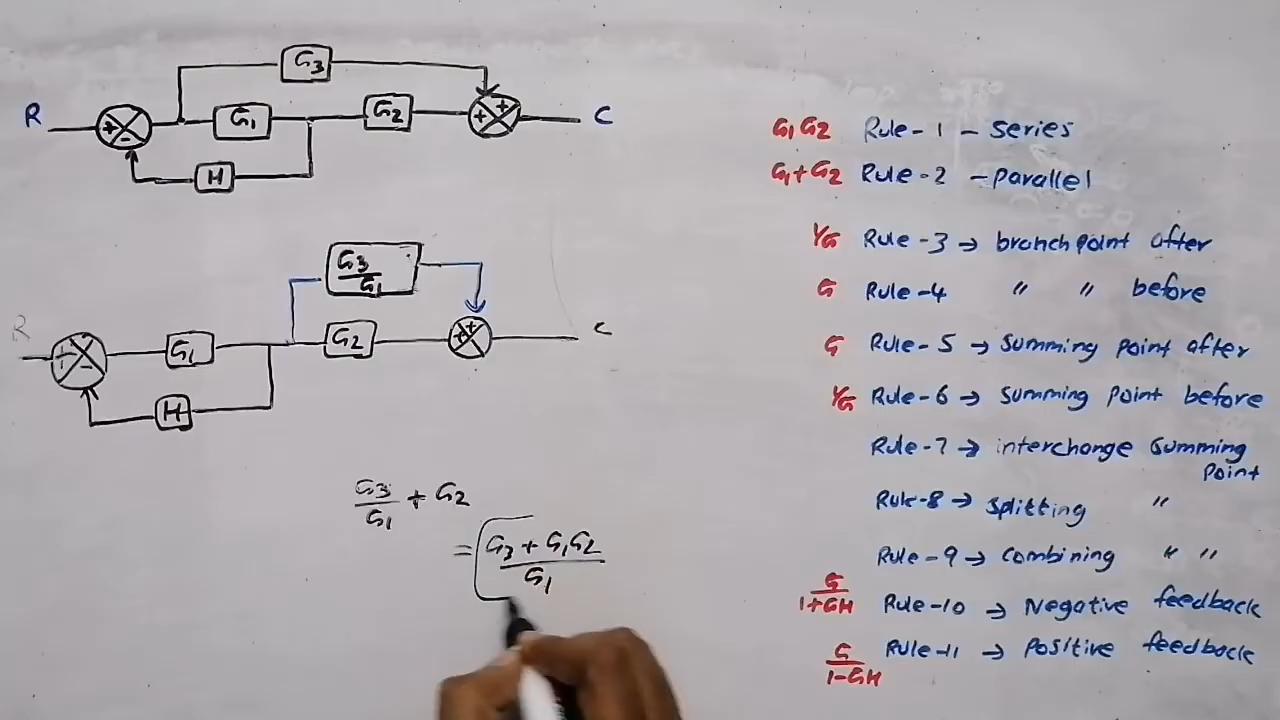 G3
R + - G1 G2 + + C
H
G3/G1
R + - G1 G2 + + C
H
G3/G1 + G2
= G3 + G1G2/G1
G1G2 Rule-1 - series
G1+G2 Rule-2 - parallel
1/G Rule-3 → branch point after
G Rule-4 " " before
G Rule-5 → Summing point after
1/G Rule-6 → Summing point before
Rule-7 → interchange summing
point
Rule-8 → splitting "
Rule-9 → Combining " "
G/1+GH Rule-10 → Negative feedback
G/1-GH Rule-11 → Positive feedback